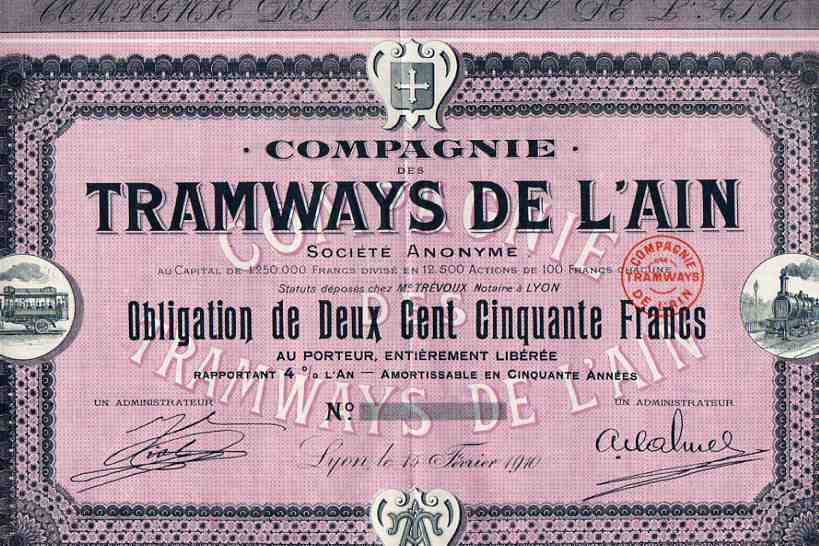 COMPAGNIE DES TRAMWAYS DE L'AIN
· COMPAGNIE ·
DES
TRAMWAYS DE L'AIN
SOCIÉTÉ ANONYME
AU CAPITAL DE 1.250.000 FRANCS DIVISÉ EN 12.500 ACTIONS DE 100 FRANCS CHACUNE
Statuts déposés chez Me TRÉVOUX Notaire à LYON
Obligation de Deux Cent Cinquante Francs
AU PORTEUR, ENTIÈREMENT LIBÉRÉE
RAPPORTANT 4 % L'AN — AMORTISSABLE EN CINQUANTE ANNÉES
UN ADMINISTRATEUR
UN ADMINISTRATEUR
No
Lyon, le 15 Février 1910
COMPAGNIE
DES
TRAMWAYS DE L'AIN
COMPAGNIE
DES
TRAMWAYS
DE L'AIN